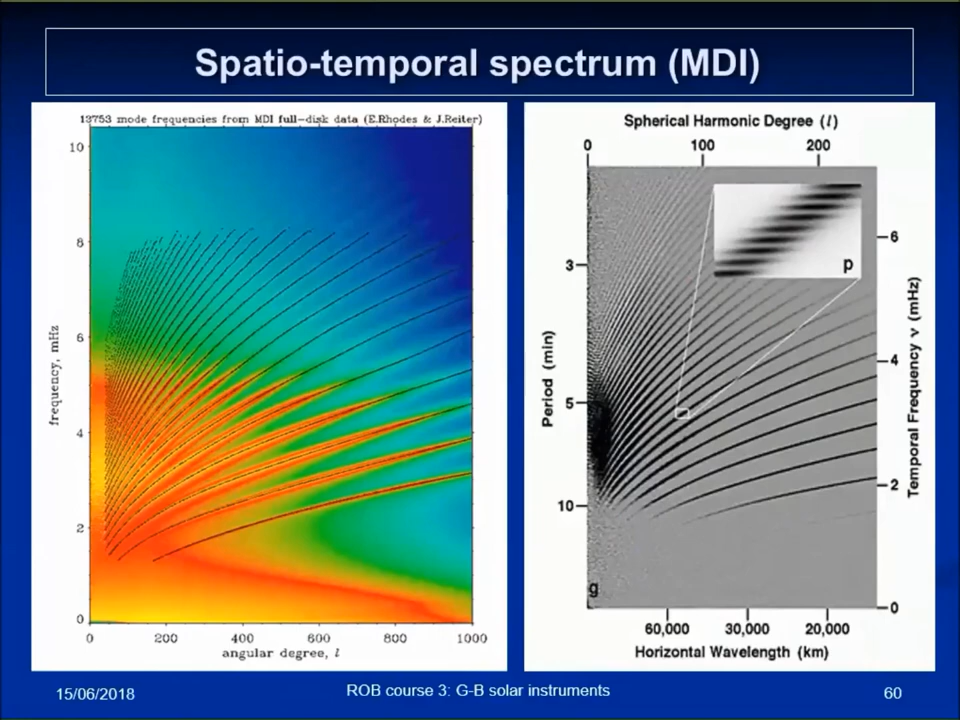 Spatio-temporal spectrum (MDI)
13753 mode frequencies from MDI full-disk data (E.Rhodes & J.Reiter)
10
8
6
4
2
0
frequency, mHz
0 200 400 600 800 1000
angular degree, l
Spherical Harmonic Degree (l)
0 100 200
p
3
5
10
Period (min)
6
4
2
0
Temporal Frequency ν (mHz)
g
60,000 30,000 20,000
Horizontal Wavelength (km)
15/06/2018
ROB course 3: G-B solar instruments
60